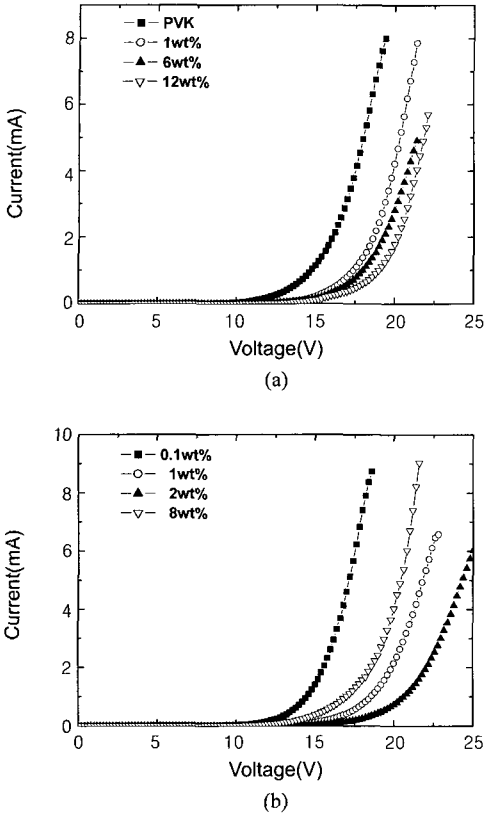 PVK
1wt%
6wt%
12wt%
Current(mA)
8
6
4
2
0
0 5 10 15 20 25
Voltage(V)
(a)
0.1wt%
1wt%
2wt%
8wt%
Current(mA)
10
8
6
4
2
0
0 5 10 15 20 25
Voltage(V)
(b)